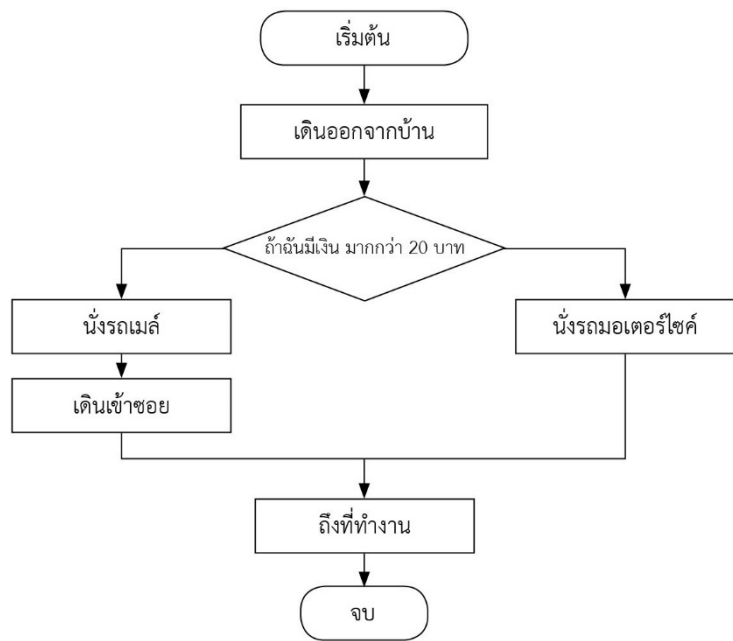 เริ่มต้น
เดินออกจากบ้าน
ถ้าฉันมีเงิน มากกว่า 20 บาท
นั่งรถเมล์
นั่งรถมอเตอร์ไซค์
เดินเข้าซอย
ถึงที่ทำงาน
จบ